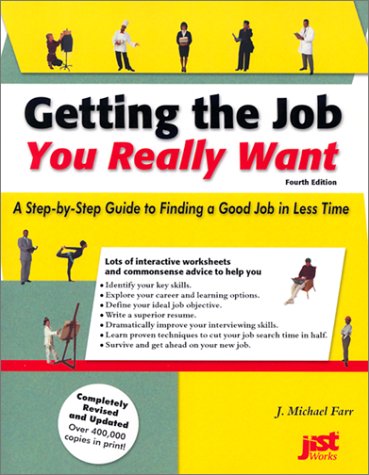 Getting the Job
You Really Want
Fourth Edition
A Step-by-Step Guide to Finding a Good Job in Less Time
Lots of interactive worksheets
and commonsense advice to help you
• Identify your key skills.
• Explore your career and learning options.
• Define your ideal job objective.
• Write a superior resume.
• Dramatically improve your interviewing skills.
• Learn proven techniques to cut your job search time in half.
• Survive and get ahead on your new job.
Completely
Revised
and Updated
Over 400,000
copies in print!
J. Michael Farr
jist
Works